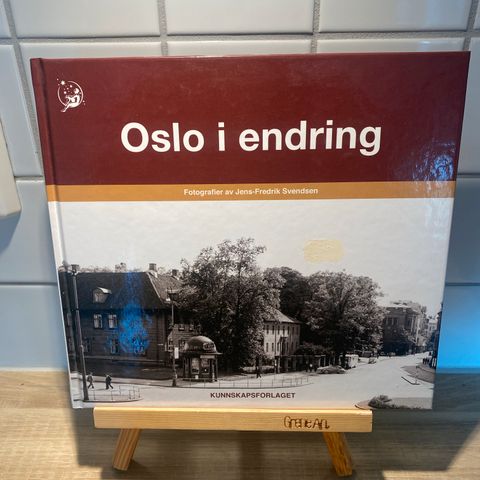 Oslo i endring
Fotografier av Jens-Fredrik Svendsen
KUNNSKAPSFORLAGET